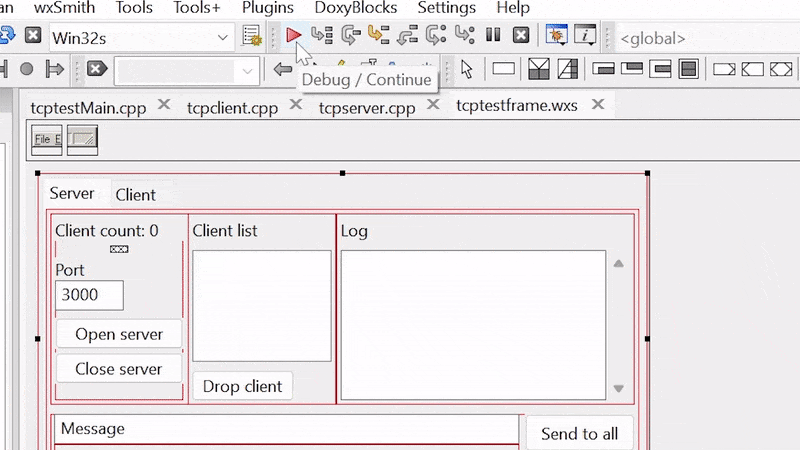 an wxSmith Tools Tools+ Plugins DoxyBlocks Settings Help
Win32s
<global>
Debug / Continue
tcptestMain.cpp tcpclient.cpp tcpserver.cpp tcptestframe.wxs
File E
Server Client
Client count: 0 Client list Log
Port
3000
Open server
Close server
Drop client
Message Send to all